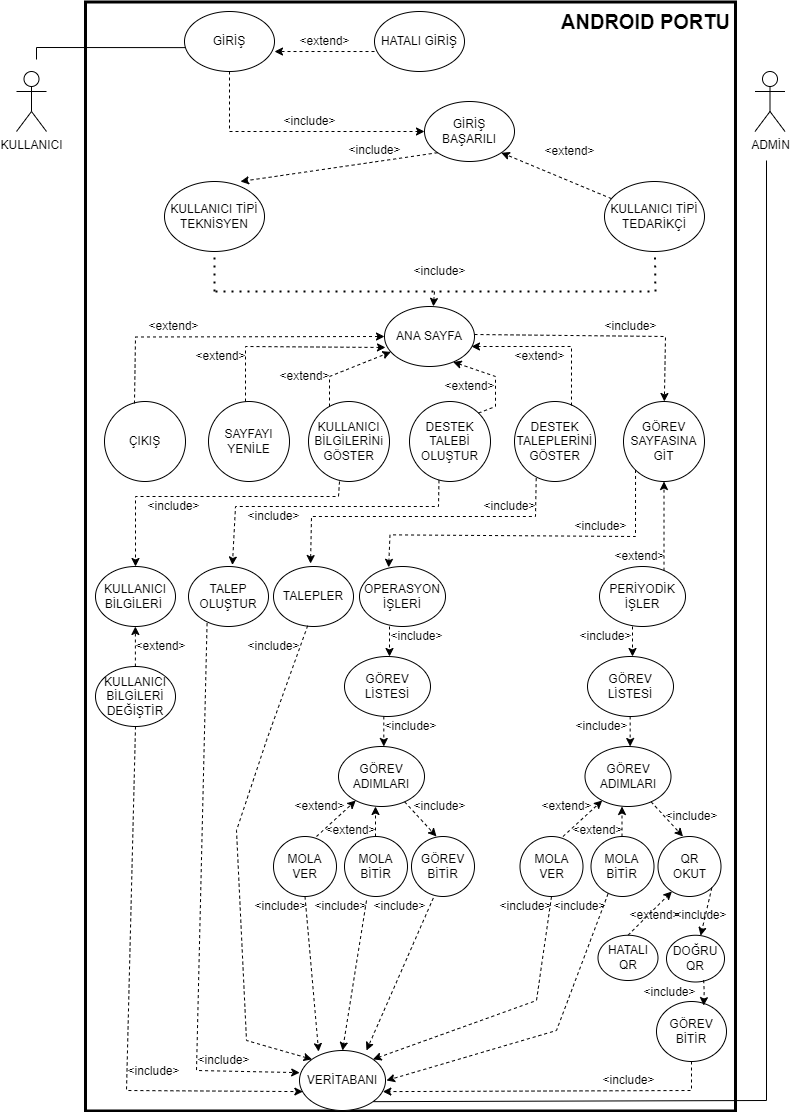 ANDROID PORTU
GİRİŞ
<extend>
HATALI GİRİŞ
KULLANICI
ADMİN
<include>
GİRİŞ
BAŞARILI
<include>
<extend>
KULLANICI TİPİ
TEKNİSYEN
KULLANICI TİPİ
TEDARİKÇİ
<include>
<extend>
ANA SAYFA
<include>
<extend>
<extend>
<extend>
<extend>
ÇIKIŞ
SAYFAYI
YENİLE
KULLANICI
BİLGİLERİNi
GÖSTER
DESTEK
TALEBİ
OLUŞTUR
DESTEK
TALEPLERİNİ
GÖSTER
GÖREV
SAYFASINA
GİT
<include>
<include>
<include>
<include>
<extend>
KULLANICI
BİLGİLERİ
TALEP
OLUŞTUR
TALEPLER
OPERASYON
İŞLERİ
PERİYODİK
İŞLER
<extend>
<include>
<include>
<include>
KULLANICI
BİLGİLERİ
DEĞİŞTİR
GÖREV
LİSTESİ
GÖREV
LİSTESİ
<include>
<include>
GÖREV
ADIMLARI
GÖREV
ADIMLARI
<extend>
<include>
<extend>
<include>
<extend>
<extend>
MOLA
VER
MOLA
BİTİR
GÖREV
BİTİR
MOLA
VER
MOLA
BİTİR
QR
OKUT
<include>
<include>
<include>
<include>
<include>
<extend>
<include>
HATALI
QR
DOĞRU
QR
<include>
GÖREV
BİTİR
<include>
<include>
VERİTABANI
<include>